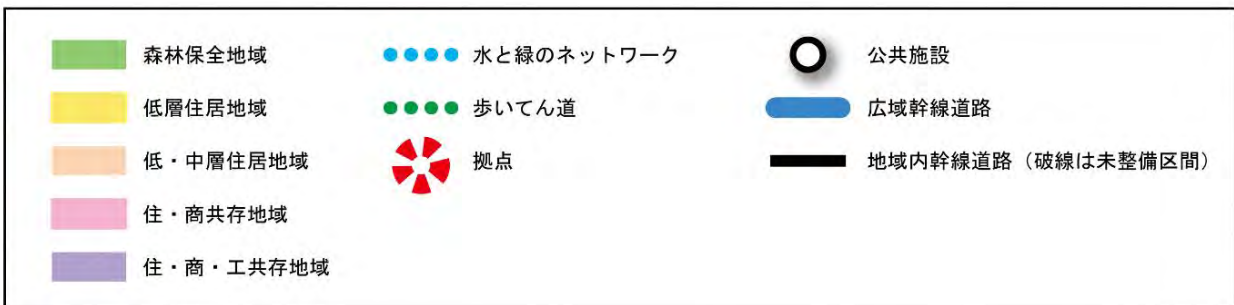 森林保全地域
低層住居地域
低・中層住居地域
住・商共存地域
住・商・工共存地域
水と緑のネットワーク
歩いてん道
拠点
公共施設
広域幹線道路
地域内幹線道路（破線は未整備区間）